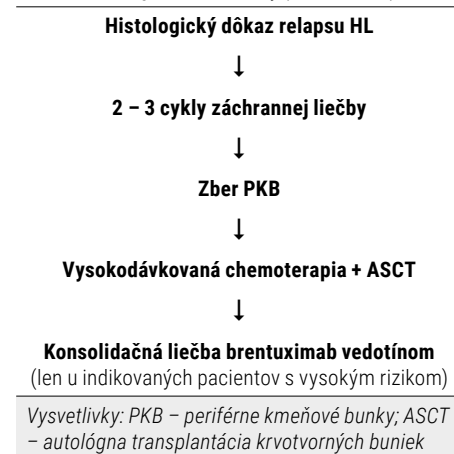 Histologický dôkaz relapsu HL
↓
2 – 3 cykly záchrannej liečby
↓
Zber PKB
↓
Vysokodávkovaná chemoterapia + ASCT
↓
Konsolidačná liečba brentuximab vedotínom
(len u indikovaných pacientov s vysokým rizikom)
Vysvetlivky: PKB – periférne kmeňové bunky; ASCT
– autológna transplantácia krvotvorných buniek